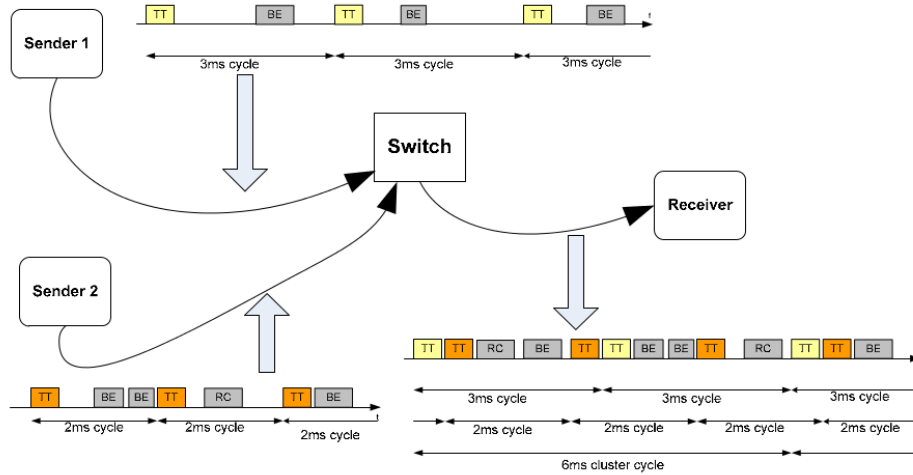 TT BE TT BE TT BE t
Sender 1
3ms cycle 3ms cycle 3ms cycle
Switch
Receiver
Sender 2
TT TT RC BE TT TT BE BE TT RC TT TT BE
TT BE BE TT RC TT BE t
3ms cycle 3ms cycle 3ms cycle
2ms cycle 2ms cycle 2ms cycle
2ms cycle 2ms cycle 2ms cycle 2ms cycle
6ms cluster cycle